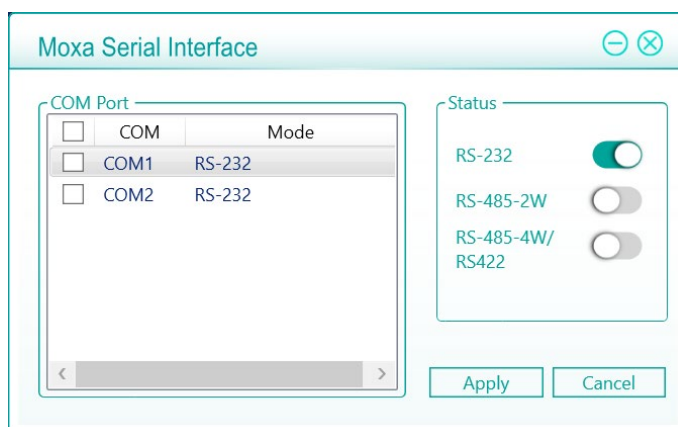 Moxa Serial Interface
COM Port
COM Mode
COM1 RS-232
COM2 RS-232
Status
RS-232
RS-485-2W
RS-485-4W/
RS422
Apply Cancel